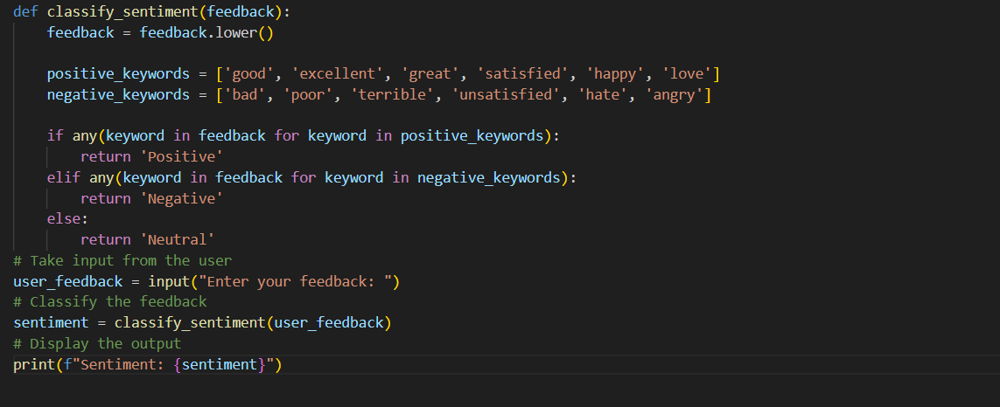 def classify_sentiment(feedback):
    feedback = feedback.lower()

    positive_keywords = ['good', 'excellent', 'great', 'satisfied', 'happy', 'love']
    negative_keywords = ['bad', 'poor', 'terrible', 'unsatisfied', 'hate', 'angry']

    if any(keyword in feedback for keyword in positive_keywords):
        return 'Positive'
    elif any(keyword in feedback for keyword in negative_keywords):
        return 'Negative'
    else:
        return 'Neutral'
# Take input from the user
user_feedback = input("Enter your feedback: ")
# Classify the feedback
sentiment = classify_sentiment(user_feedback)
# Display the output
print(f"Sentiment: {sentiment}")